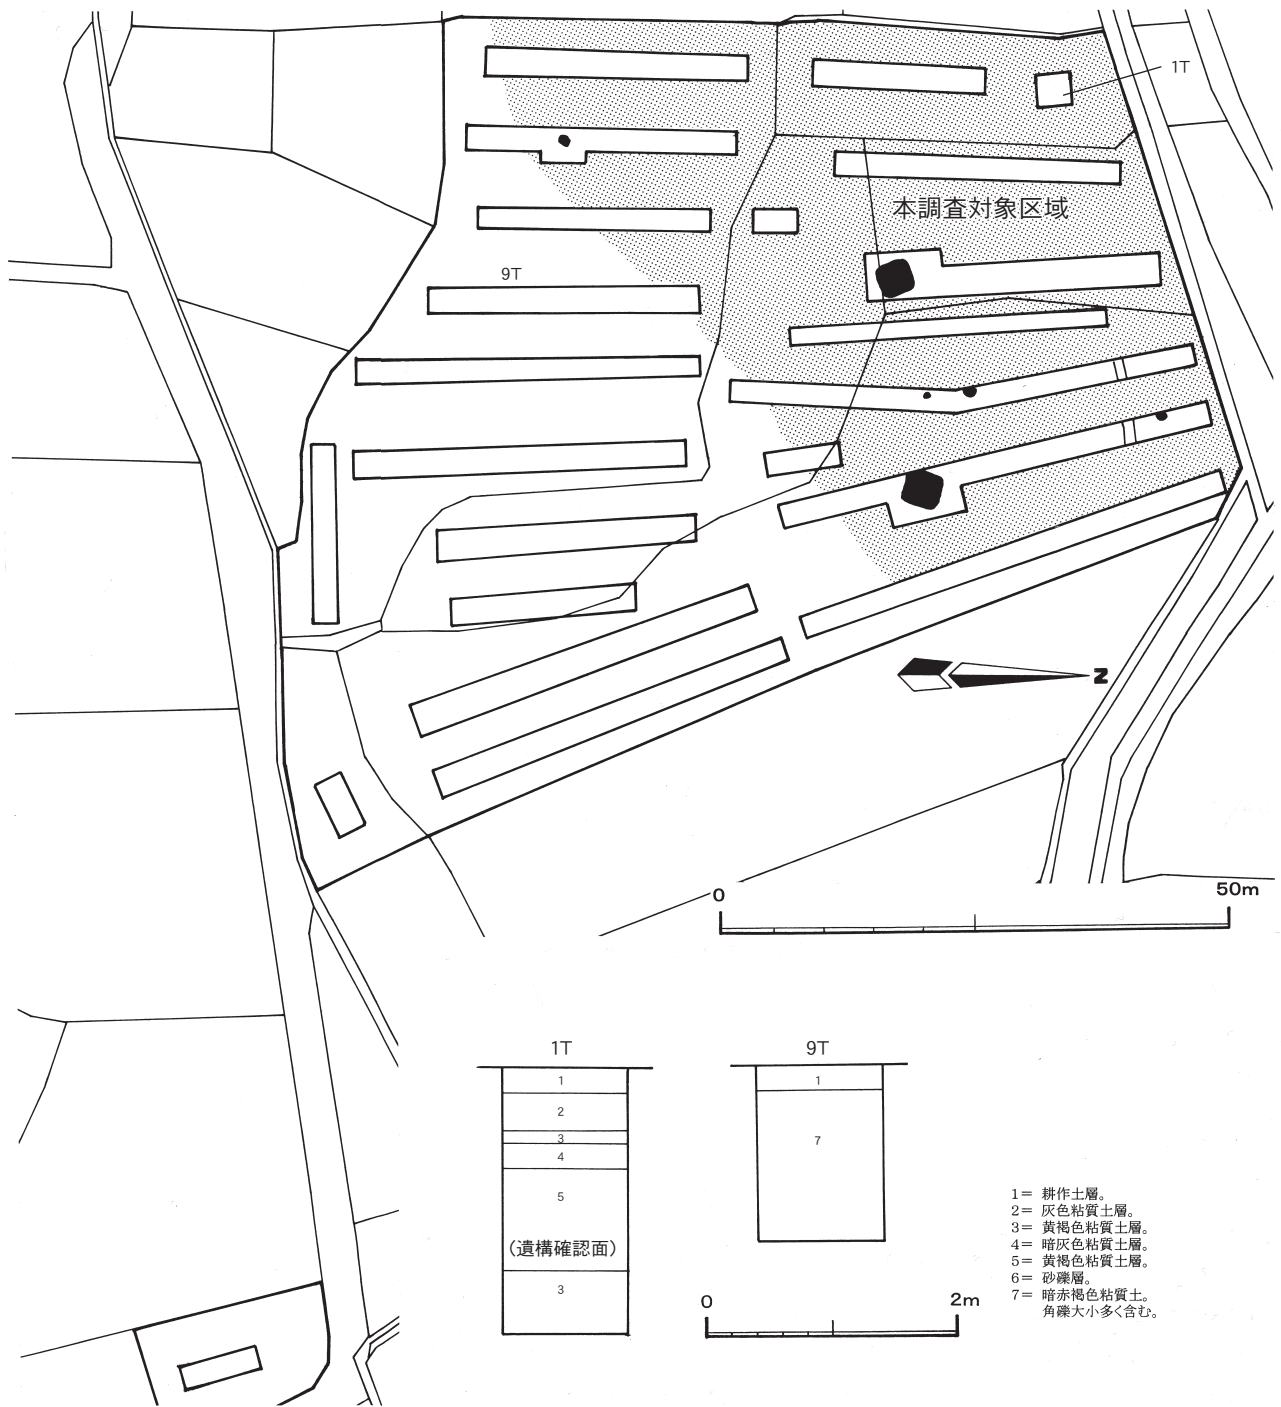 1T
本調査対象区域
9T
N
0 50m
1T
1
2
3
4
5
(遺構確認面)
3
9T
1
7
0 2m
1= 耕作土層。
2= 灰色粘質土層。
3= 黄褐色粘質土層。
4= 暗灰色粘質土層。
5= 黄褐色粘質土層。
6= 砂礫層。
7= 暗赤褐色粘質土。
角礫大小多く含む。